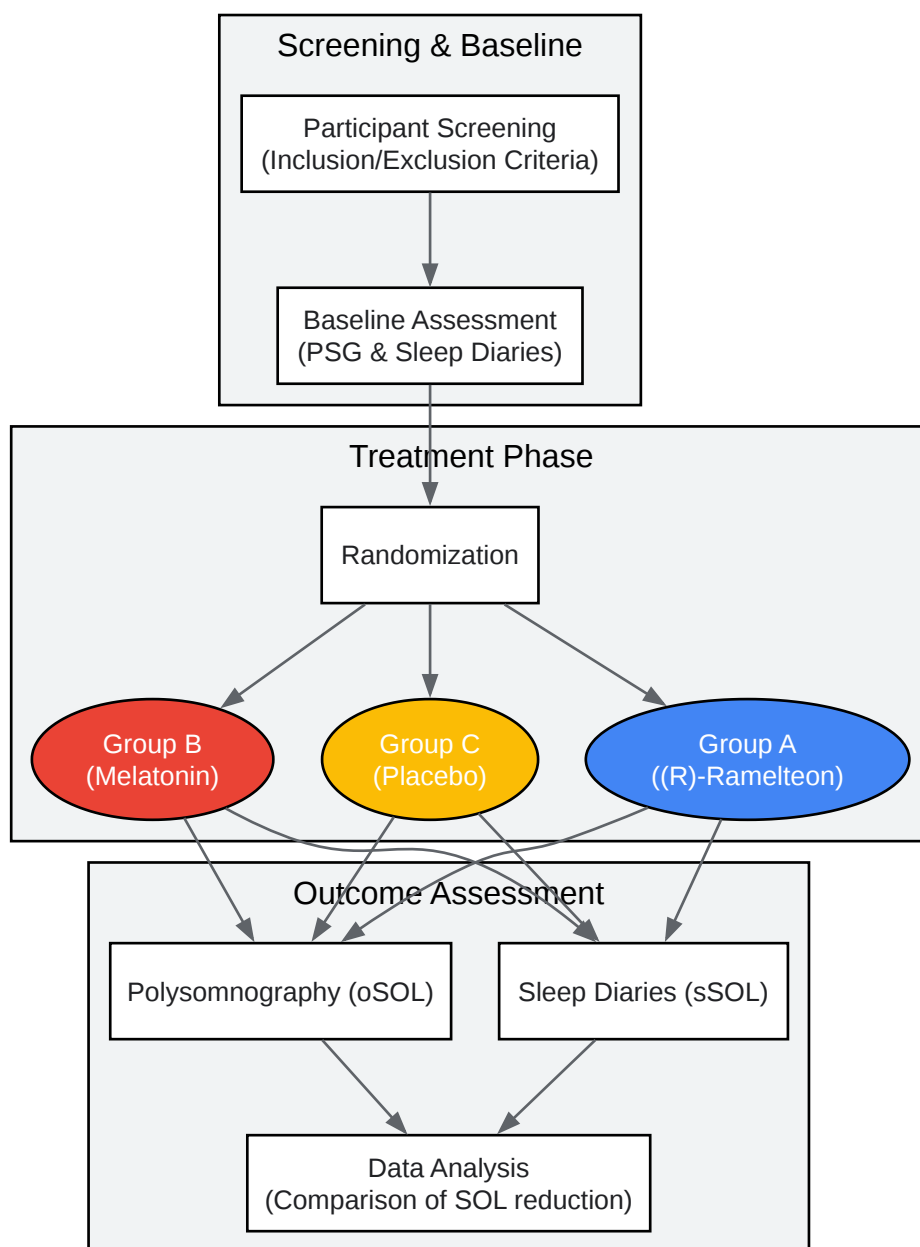 Screening & Baseline
Participant Screening
(Inclusion/Exclusion Criteria)
Baseline Assessment
(PSG & Sleep Diaries)
Treatment Phase
Randomization
Group B
(Melatonin)
Group C
(Placebo)
Group A
((R)-Ramelteon)
Outcome Assessment
Polysomnography (oSOL)
Sleep Diaries (sSOL)
Data Analysis
(Comparison of SOL reduction)